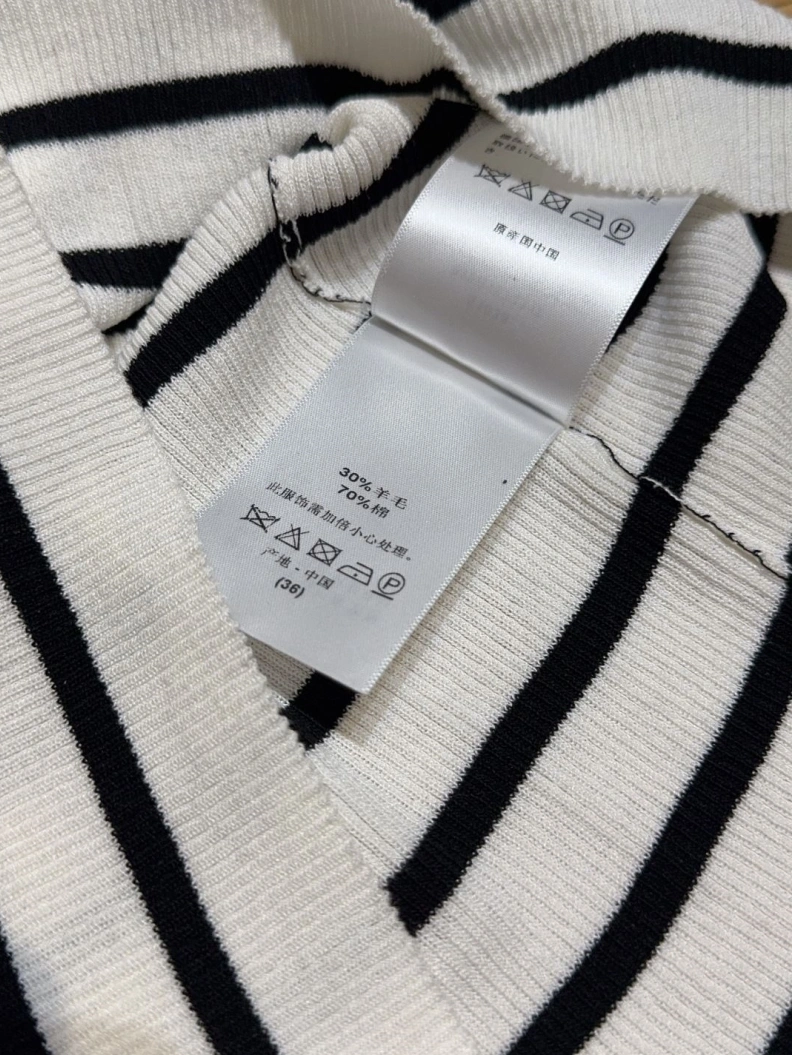 原産国中国
30%羊毛
70%棉
此服饰需加倍小心处理。
P
产地 - 中国
(36)